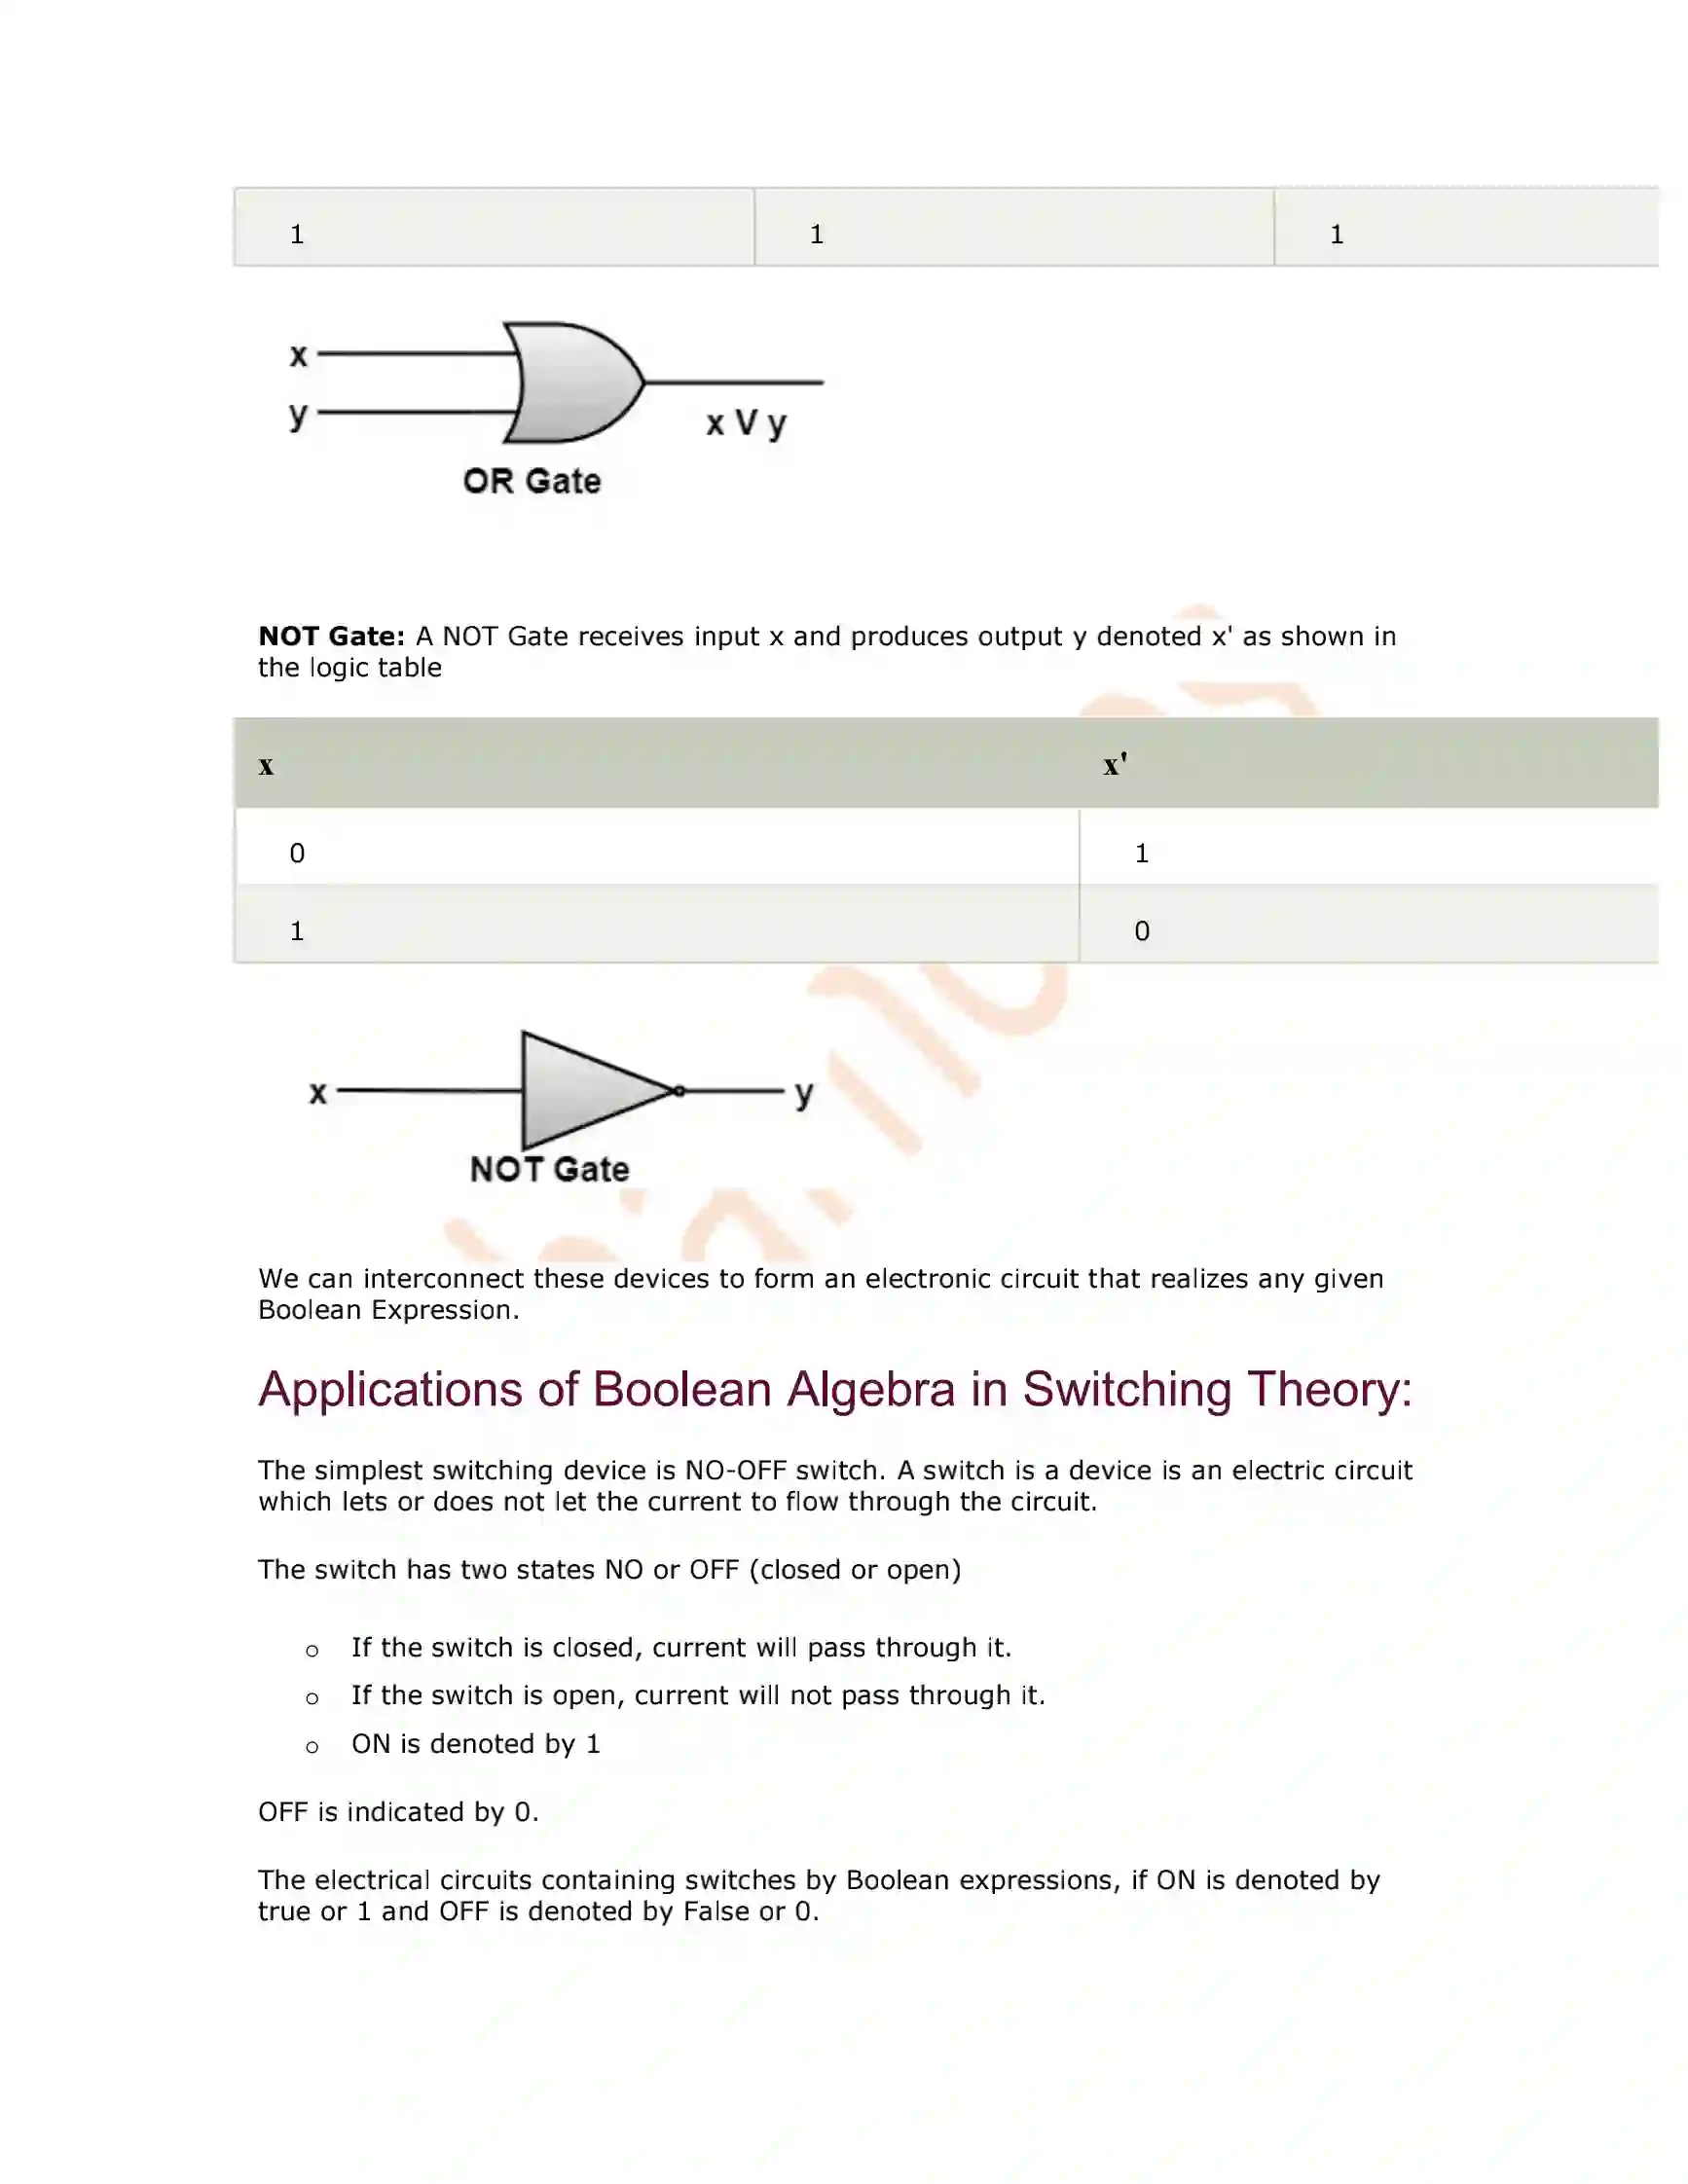 1 1 1
x
y
x V y
OR Gate
NOT Gate: A NOT Gate receives input x and produces output y denoted x' as shown in
the logic table
x x'
0 1
1 0
x y
NOT Gate
We can interconnect these devices to form an electronic circuit that realizes any given
Boolean Expression.
Applications of Boolean Algebra in Switching Theory:
The simplest switching device is NO-OFF switch. A switch is a device is an electric circuit
which lets or does not let the current to flow through the circuit.
The switch has two states NO or OFF (closed or open)
o If the switch is closed, current will pass through it.
o If the switch is open, current will not pass through it.
o ON is denoted by 1
OFF is indicated by 0.
The electrical circuits containing switches by Boolean expressions, if ON is denoted by
true or 1 and OFF is denoted by False or 0.